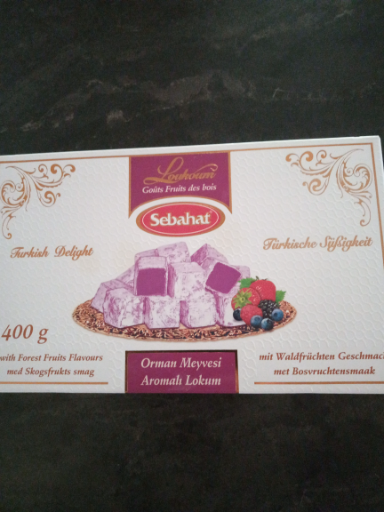 Loukoum
Goûts Fruits des bois
Sebahat
Turkish Delight
Türkische Süßigkeit
400 g
with Forest Fruits Flavours
med Skogsfrukts smag
Orman Meyvesi
Aromalı Lokum
mit Waldfrüchten Geschmac
met Bosvruchtensmaak